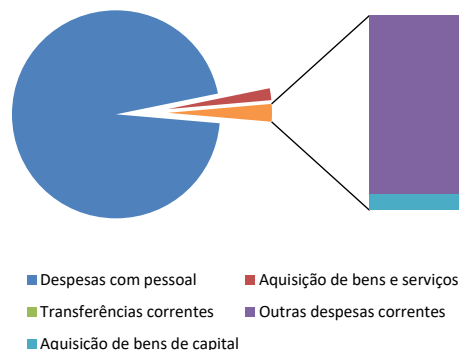 Despesas com pessoal
Aquisição de bens e serviços
Transferências correntes
Outras despesas correntes
Aquisição de bens de capital